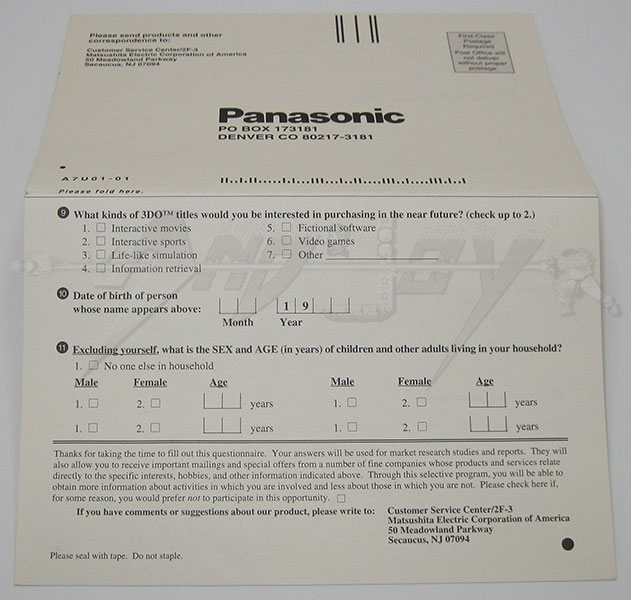 Please send products and other
correspondence to:
Customer Service Center/2F-3
Matsushita Electric Corporation of America
50 Meadowland Parkway
Secaucus, NJ 07094
First-Class
Postage
Required
Post Office will
not deliver
without proper
postage.
Panasonic
PO BOX 173181
DENVER CO 80217-3181
A7U01-01
Please fold here.
9 What kinds of 3DO™ titles would you be interested in purchasing in the near future? (check up to 2.)
1. Interactive movies
2. Interactive sports
3. Life-like simulation
4. Information retrieval
5. Fictional software
6. Video games
7. Other
10 Date of birth of person
whose name appears above:
1 9
Month Year
11 Excluding yourself, what is the SEX and AGE (in years) of children and other adults living in your household?
1. No one else in household
Male Female Age Male Female Age
1. 2. years 1. 2. years
1. 2. years 1. 2. years
Thanks for taking the time to fill out this questionnaire. Your answers will be used for market research studies and reports. They will
also allow you to receive important mailings and special offers from a number of fine companies whose products and services relate
directly to the specific interests, hobbies, and other information indicated above. Through this selective program, you will be able to
obtain more information about activities in which you are involved and less about those in which you are not. Please check here if,
for some reason, you would prefer not to participate in this opportunity.
If you have comments or suggestions about our product, please write to:
Customer Service Center/2F-3
Matsushita Electric Corporation of America
50 Meadowland Parkway
Secaucus, NJ 07094
Please seal with tape. Do not staple.